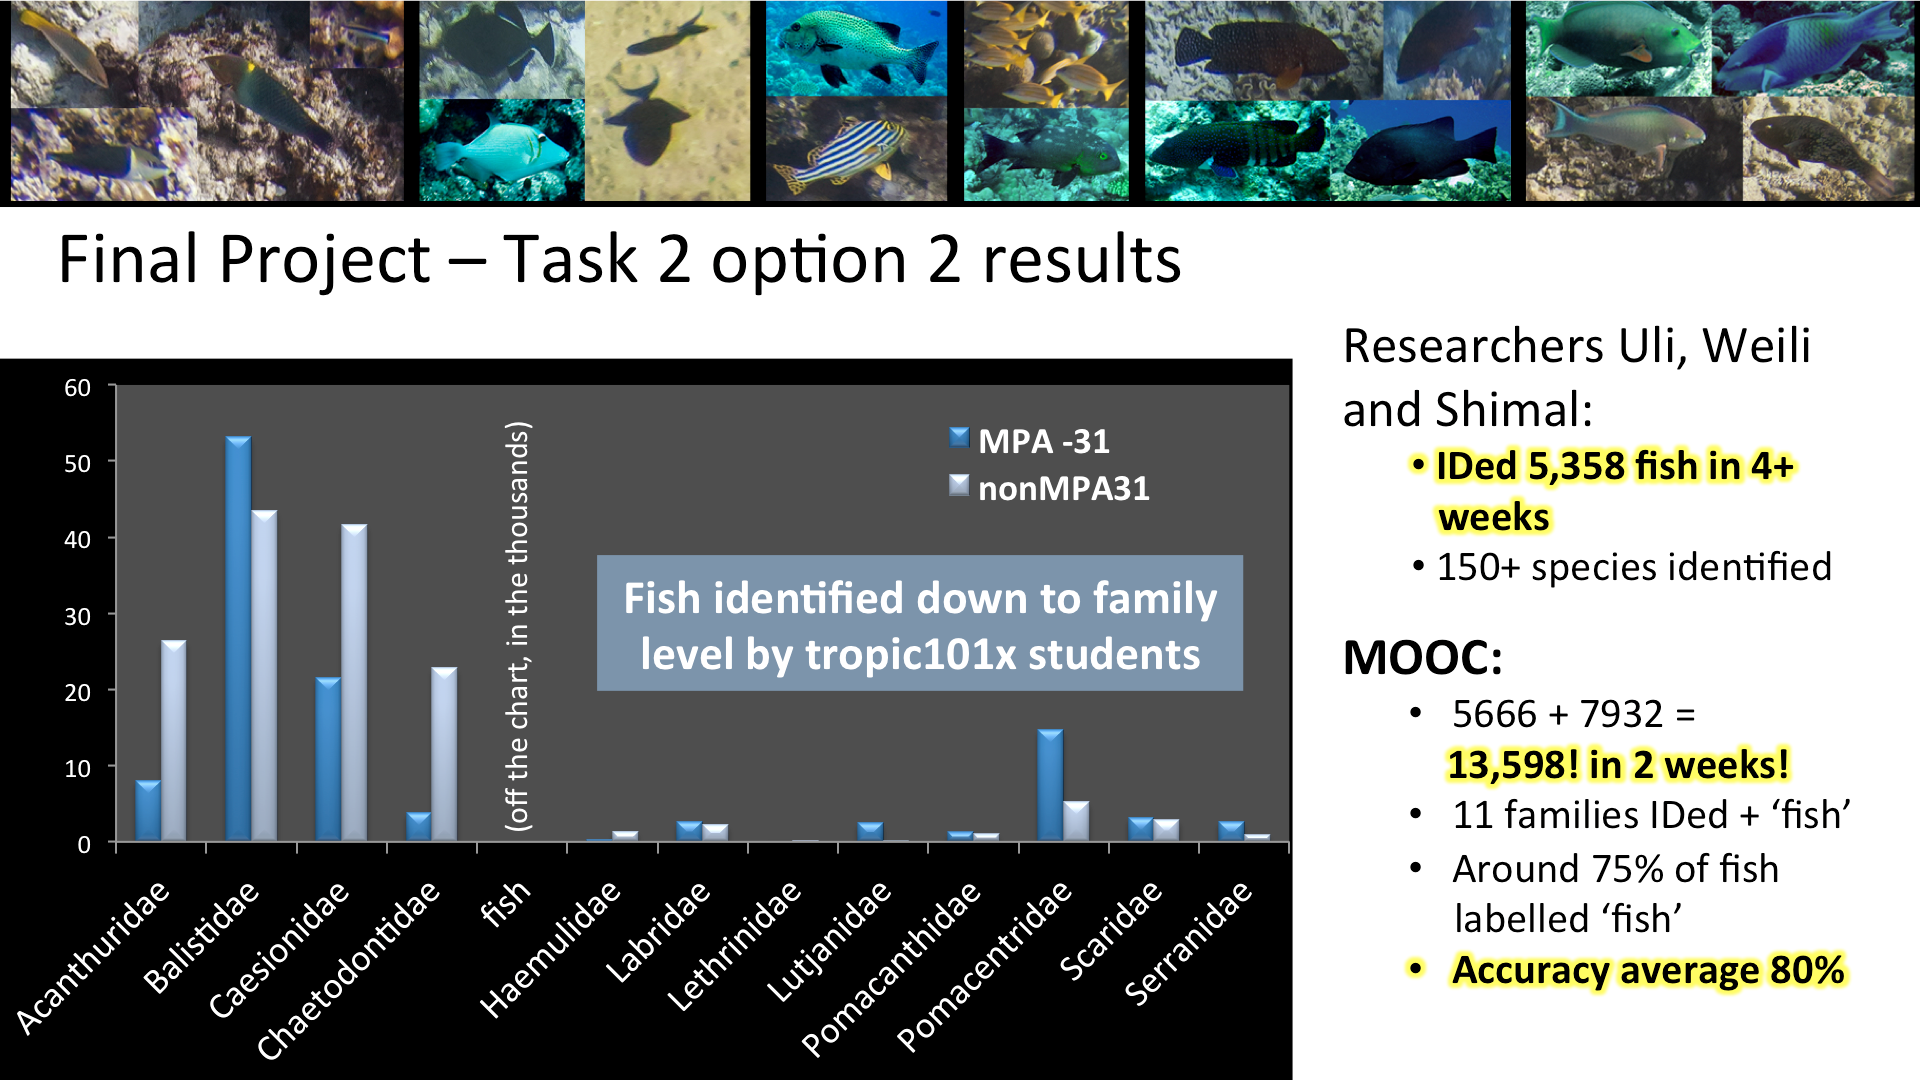 Final Project – Task 2 option 2 results
60
50
40
30
20
10
0
(off the chart, in the thousands)
MPA -31
nonMPA31
Fish identified down to family
level by tropic101x students
Acanthuridae
Balistidae
Caesionidae
Chaetodontidae
fish
Haemulidae
Labridae
Lethrinidae
Lutjanidae
Pomacanthidae
Pomacentridae
Scaridae
Serranidae
Researchers Uli, Weili
and Shimal:
• IDed 5,358 fish in 4+
weeks
• 150+ species identified
MOOC:
• 5666 + 7932 =
13,598! in 2 weeks!
• 11 families IDed + ‘fish’
• Around 75% of fish
labelled ‘fish’
• Accuracy average 80%